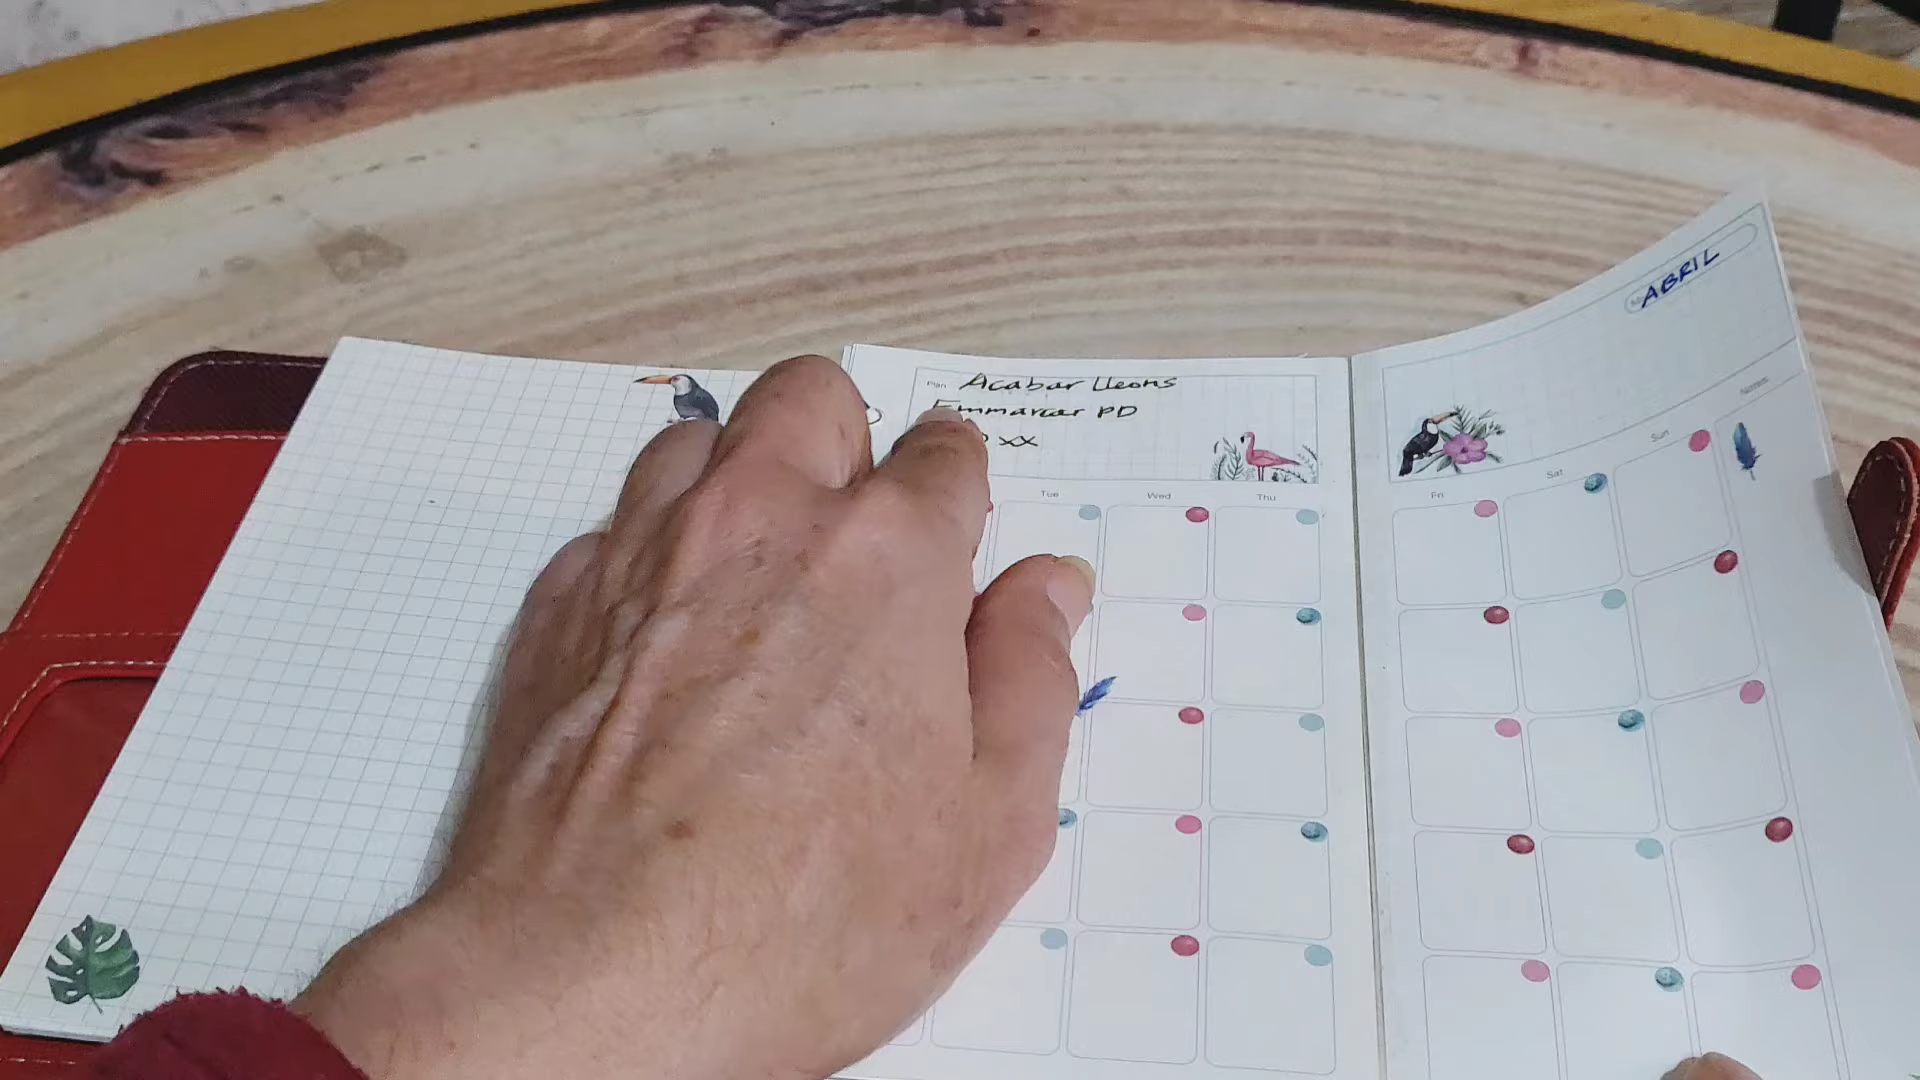 Plan Acabar lleons
Emmarcar PD
XX
Tue Wed Thu
ABRIL
Notes
Fri Sat Sun